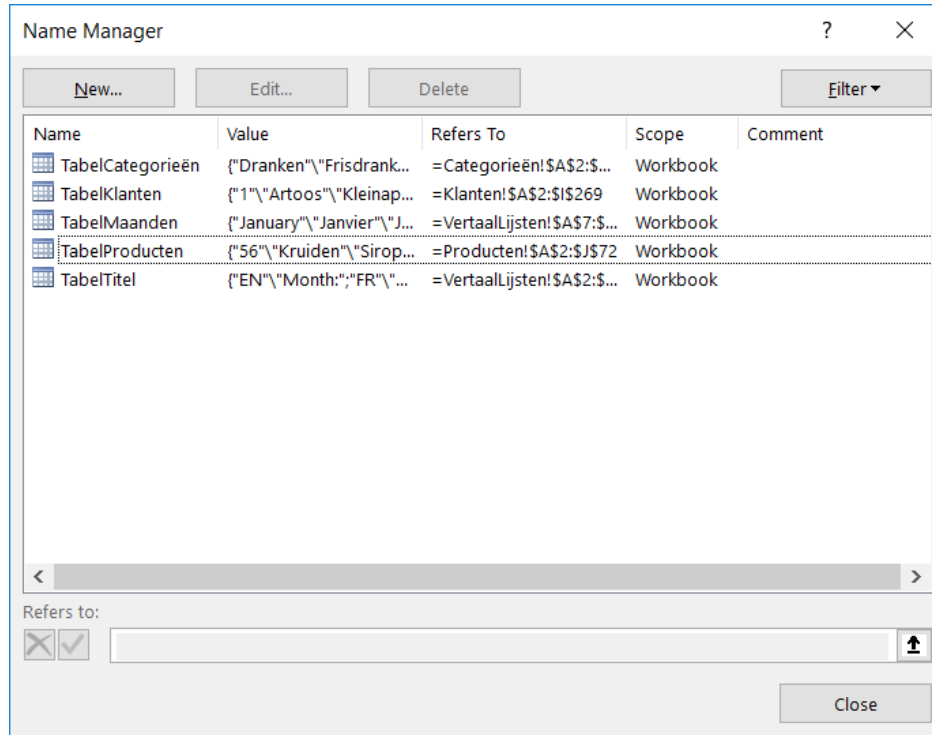 Name Manager ? ×
New... Edit... Delete Filter
Name Value Refers To Scope Comment
TabelCategorieën {"Dranken"\"Frisdrank... =Categorieën!$A$2:$... Workbook
TabelKlanten {"1"\"Artoos"\"Kleinap... =Klanten!$A$2:$I$269 Workbook
TabelMaanden {"January"\"Janvier"\"J... =VertaalLijsten!$A$7:$... Workbook
TabelProducten {"56"\"Kruiden"\"Sirop... =Producten!$A$2:$J$72 Workbook
TabelTitel {"EN"\"Month:";"FR"\"... =VertaalLijsten!$A$2:$... Workbook
Refers to:
Close